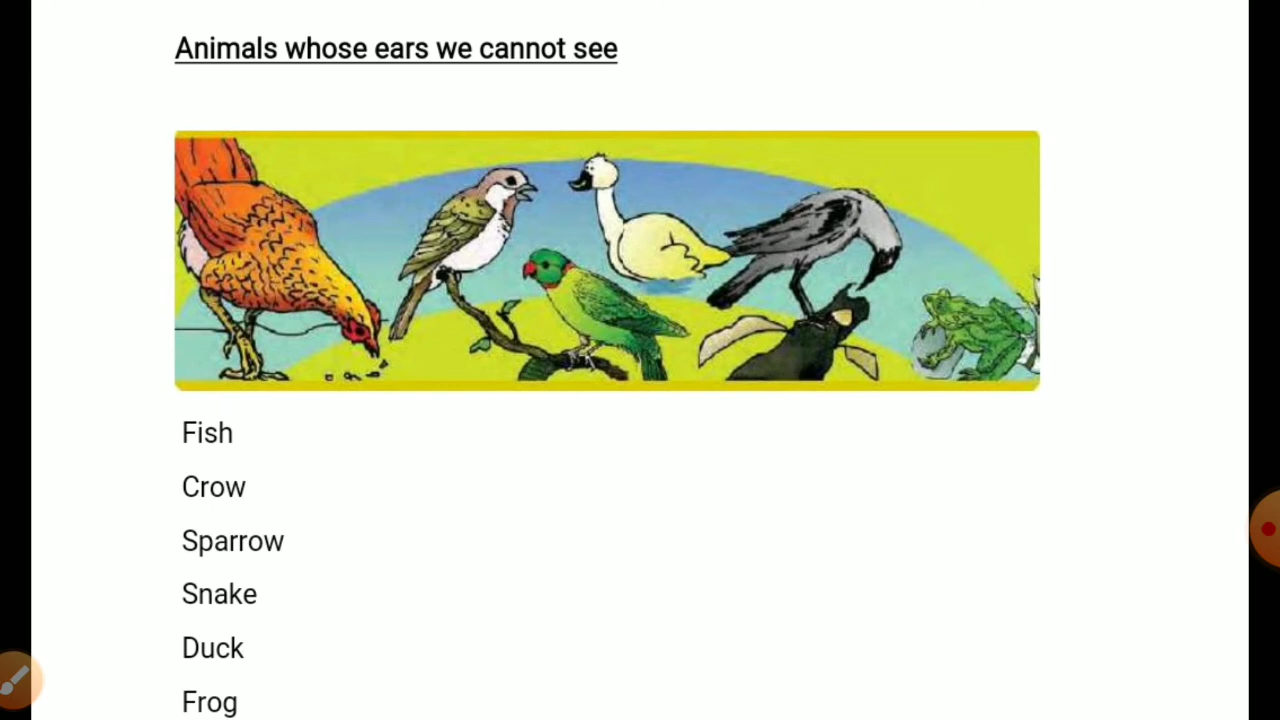 Animals whose ears we cannot see
Fish
Crow
Sparrow
Snake
Duck
Frog